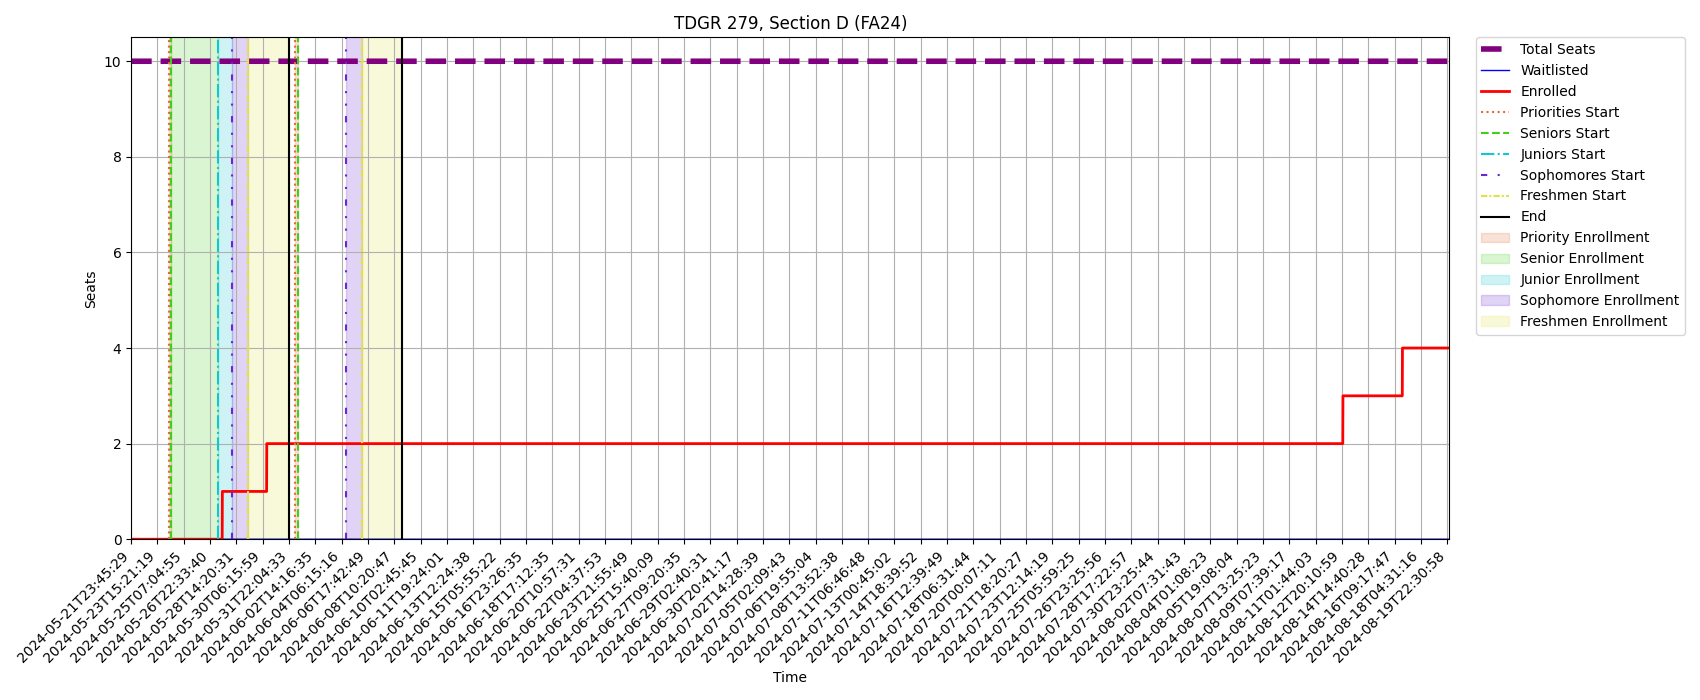 TDGR 279, Section D (FA24)
Seats
10
8
6
4
2
0
2024-05-21T23:45:29
2024-05-23T15:21:19
2024-05-25T07:04:55
2024-05-26T22:33:40
2024-05-28T14:20:31
2024-05-30T06:15:59
2024-05-31T22:04:33
2024-06-02T14:16:35
2024-06-04T06:15:16
2024-06-06T17:42:49
2024-06-08T10:20:47
2024-06-10T02:45:45
2024-06-11T19:24:01
2024-06-13T12:24:38
2024-06-15T05:55:22
2024-06-16T23:26:35
2024-06-18T17:12:35
2024-06-20T10:57:31
2024-06-22T04:37:53
2024-06-23T21:55:49
2024-06-25T15:40:09
2024-06-27T09:20:35
2024-06-29T02:40:31
2024-06-30T20:41:17
2024-07-02T14:28:39
2024-07-05T02:09:43
2024-07-06T19:55:04
2024-07-08T13:52:38
2024-07-11T06:46:48
2024-07-13T00:45:02
2024-07-14T18:39:52
2024-07-16T12:39:49
2024-07-18T06:31:44
2024-07-20T00:07:11
2024-07-21T18:20:27
2024-07-23T12:14:19
2024-07-25T05:59:25
2024-07-26T23:25:56
2024-07-28T17:22:57
2024-07-30T23:25:44
2024-08-02T07:31:43
2024-08-04T01:08:23
2024-08-05T19:08:04
2024-08-07T13:25:23
2024-08-09T07:39:17
2024-08-11T01:44:03
2024-08-12T20:10:59
2024-08-14T14:40:28
2024-08-16T09:17:47
2024-08-18T04:31:16
2024-08-19T22:30:58
Time
Total Seats
Waitlisted
Enrolled
Priorities Start
Seniors Start
Juniors Start
Sophomores Start
Freshmen Start
End
Priority Enrollment
Senior Enrollment
Junior Enrollment
Sophomore Enrollment
Freshmen Enrollment